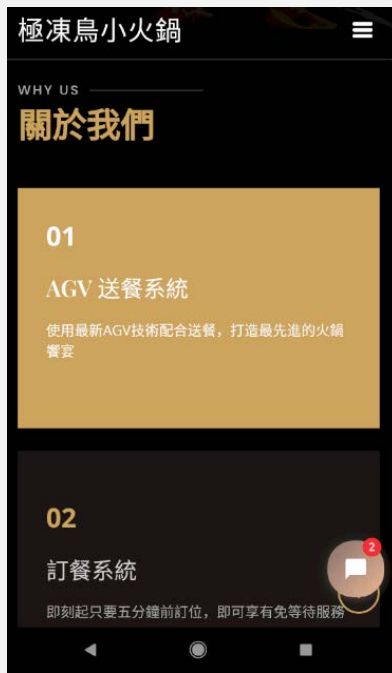 極凍鳥小火鍋
WHY US
關於我們
01
AGV 送餐系統
使用最新AGV技術配合送餐，打造最先進的火鍋
饗宴
02
2
訂餐系統
即刻起只要五分鐘前訂位，即可享有免等待服務